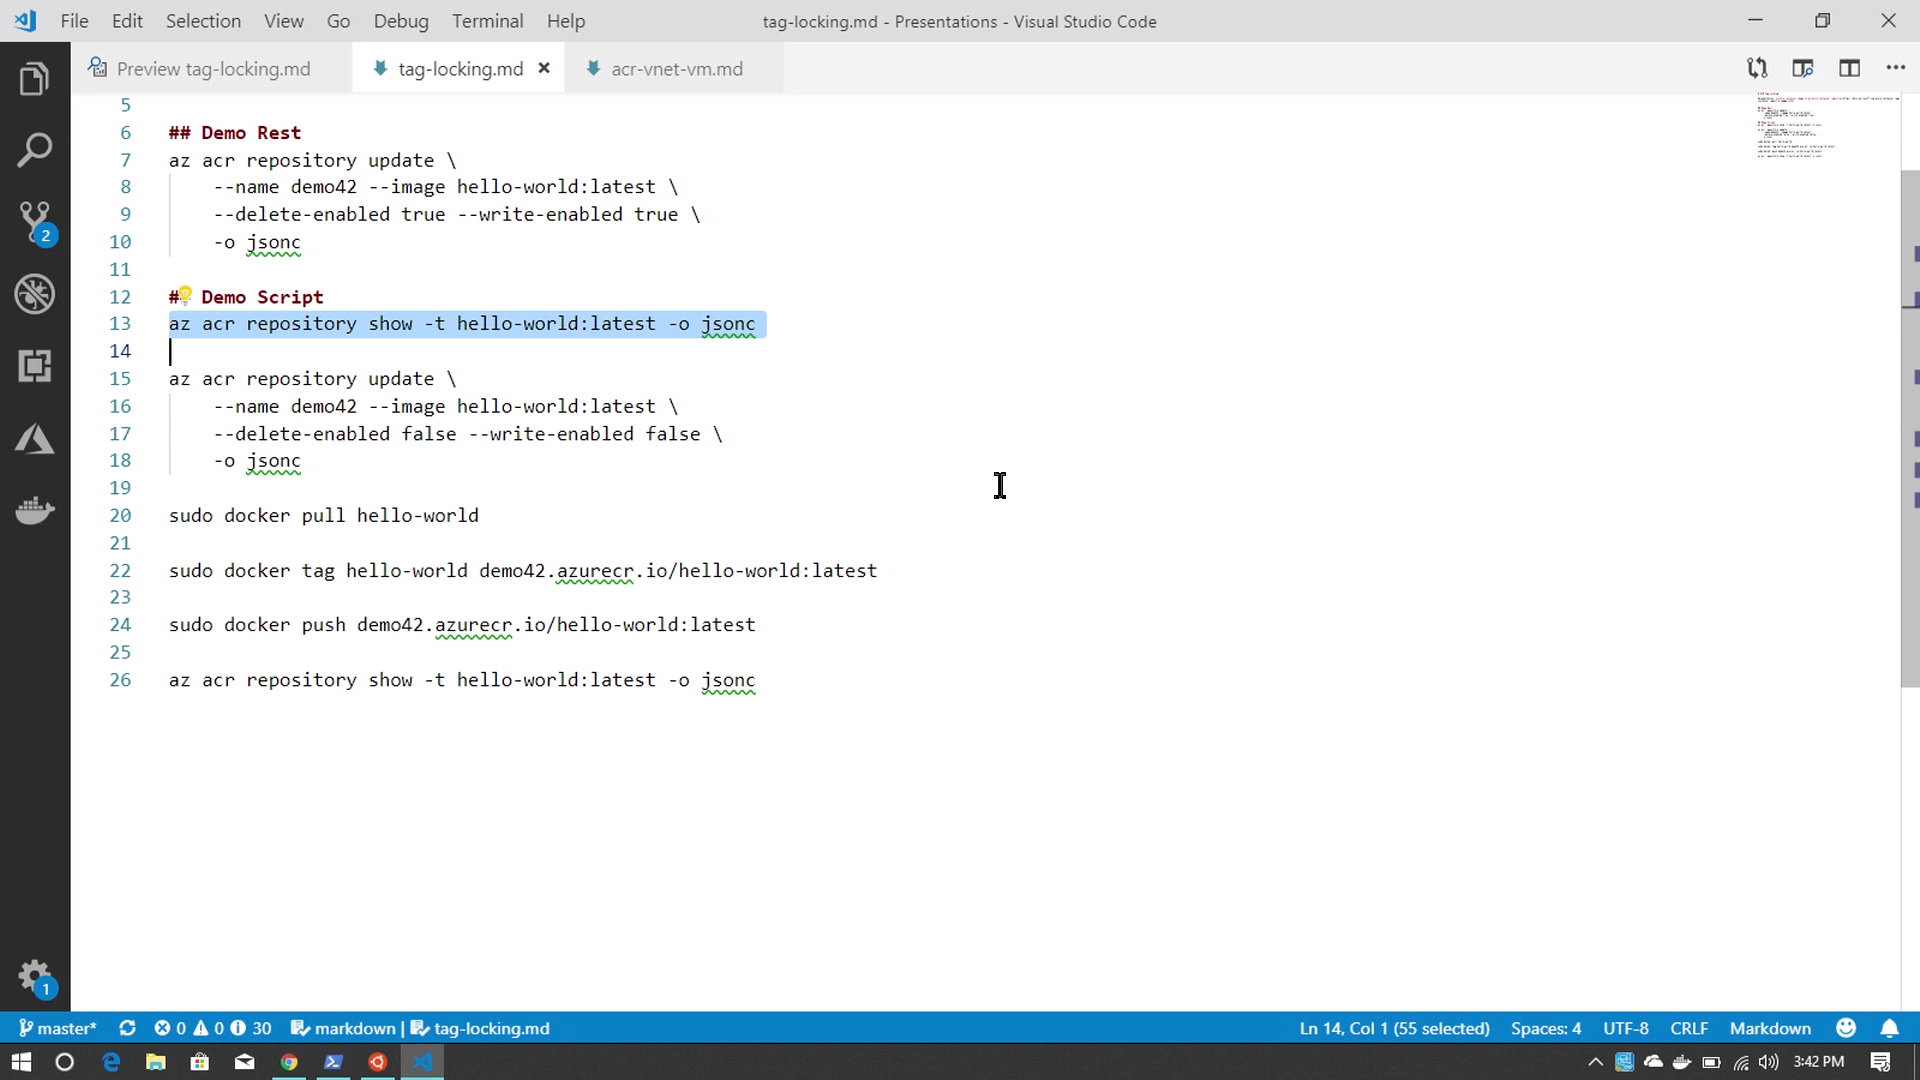 File Edit Selection View Go Debug Terminal Help
tag-locking.md - Presentations - Visual Studio Code
Preview tag-locking.md
tag-locking.md
acr-vnet-vm.md
5
6 ## Demo Rest
7 az acr repository update \
8 --name demo42 --image hello-world:latest \
9 --delete-enabled true --write-enabled true \
10 -o jsonc
11
12 # Demo Script
13 az acr repository show -t hello-world:latest -o jsonc
14
15 az acr repository update \
16 --name demo42 --image hello-world:latest \
17 --delete-enabled false --write-enabled false \
18 -o jsonc
19
20 sudo docker pull hello-world
21
22 sudo docker tag hello-world demo42.azurecr.io/hello-world:latest
23
24 sudo docker push demo42.azurecr.io/hello-world:latest
25
26 az acr repository show -t hello-world:latest -o jsonc
2
1
master* 0 0 30 markdown | tag-locking.md Ln 14, Col 1 (55 selected) Spaces: 4 UTF-8 CRLF Markdown
3:42 PM